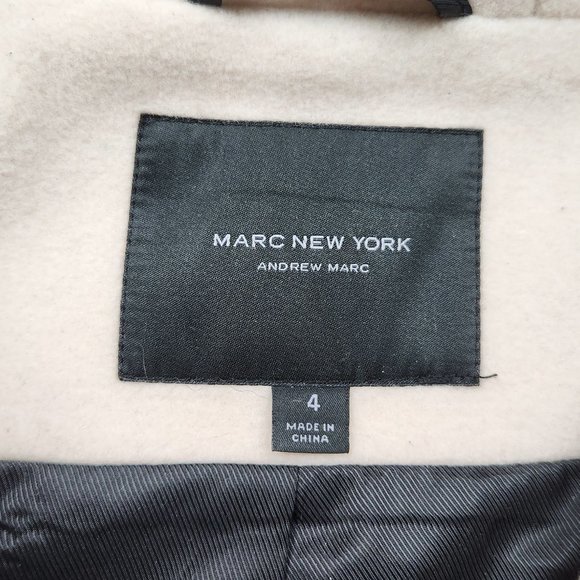 MARC NEW YORK
ANDREW MARC
4
MADE IN
CHINA